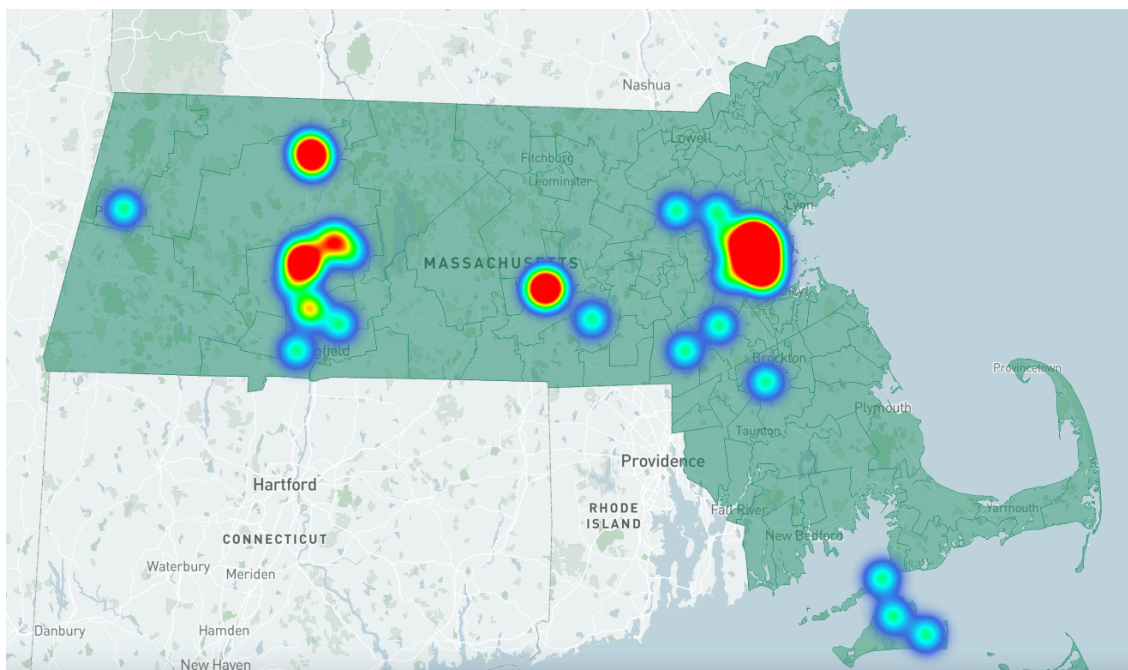 Nashua
Lowell
Fitchburg
Leominster
Lynn
MASSACHUSETTS
Brockton
Provincetown
Plymouth
Taunton
Providence
Hartford
RHODE
ISLAND
Fall River
Yarmouth
New Bedford
CONNECTICUT
Waterbury
Meriden
Danbury
Hamden
New Haven